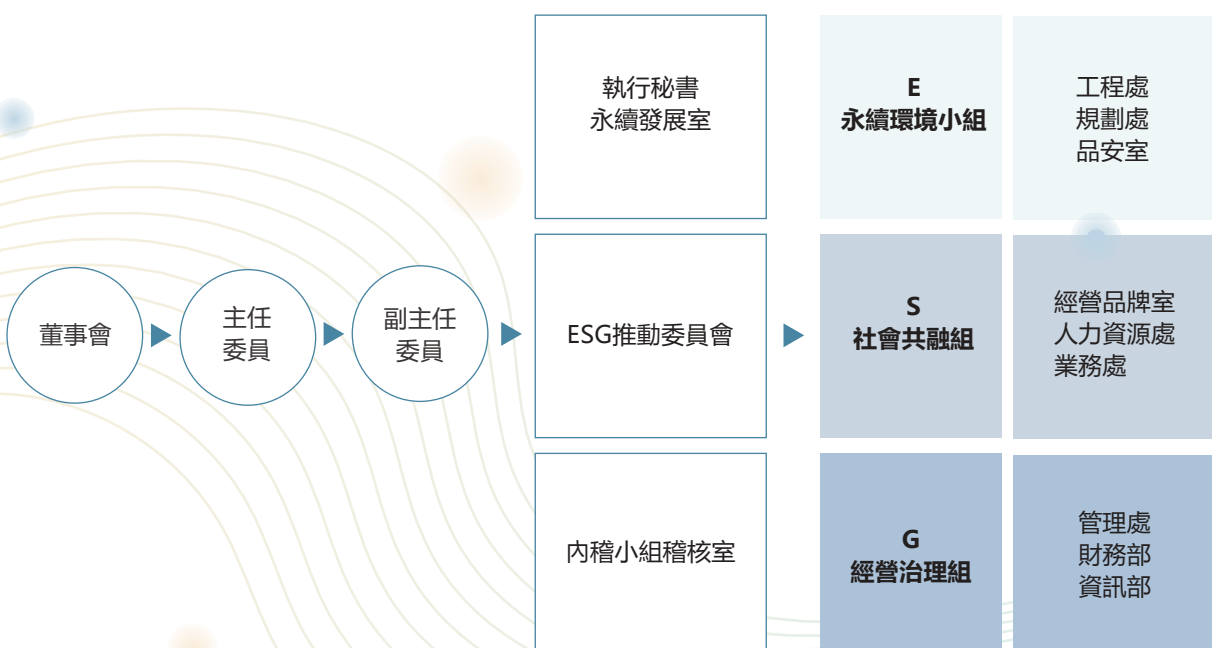 董事會
主任
委員
副主任
委員
執行秘書
永續發展室
ESG推動委員會
內稽小組稽核室
E
永續環境小組
工程處
規劃處
品安室
S
社會共融組
經營品牌室
人力資源處
業務處
G
經營治理組
管理處
財務部
資訊部